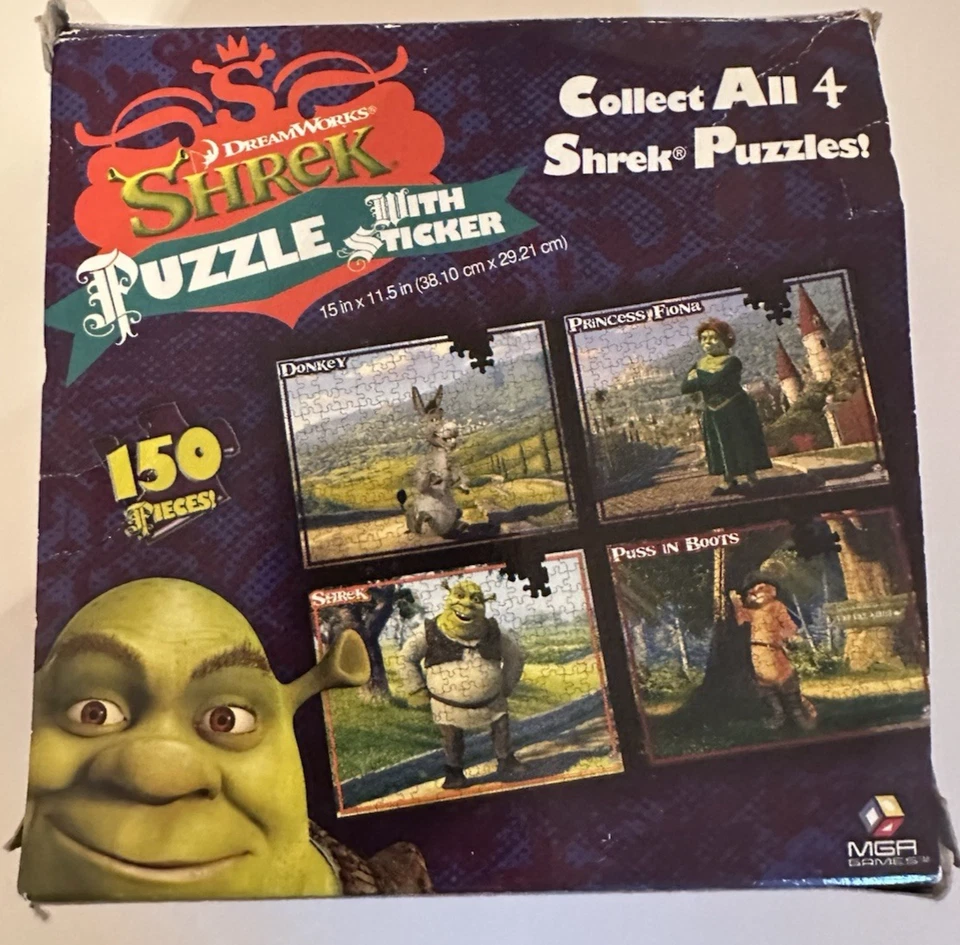 S
DREAMWORKS®
SHREK
PUZZLE WITH STICKER
15 in x 11.5 in (38.10 cm x 29.21 cm)
Collect All 4
Shrek® Puzzles!
150
PIECES!
DONKEY
PRINCESS FIONA
SHREK
PUSS IN BOOTS
MGA
GAMES™